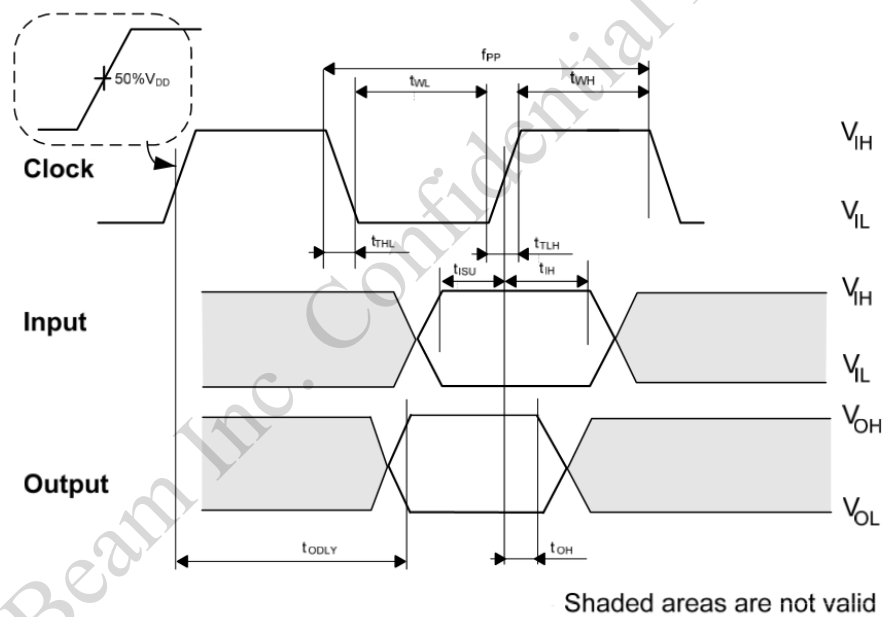 50%VDD
fPP
tWL
tWH
Clock
VIH
VIL
tTHL
tTLH
tISU
tIH
Input
VIH
VIL
Output
VOH
VOL
tODLY
tOH
Shaded areas are not valid
Beam Inc. Confidential